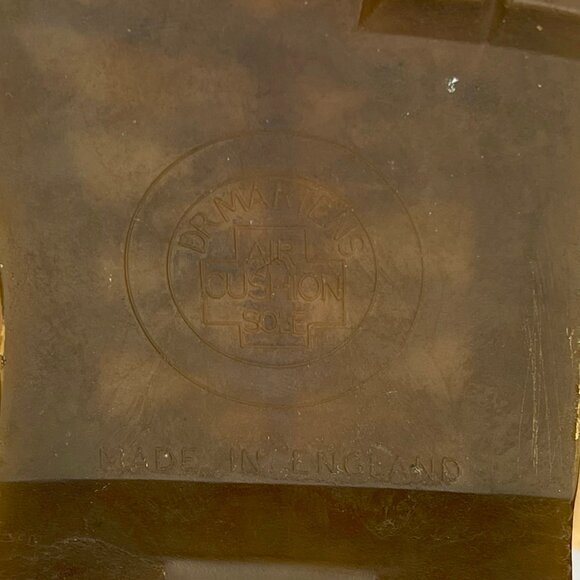 DR.MARTENS
AIR
CUSHION
SOLE
MADE IN ENGLAND